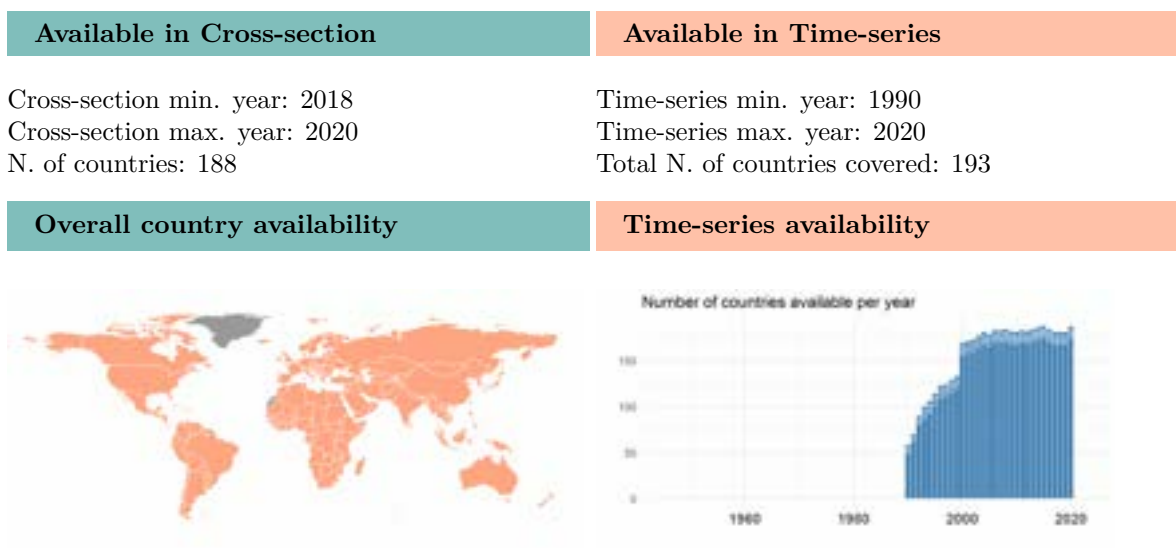 Available in Cross-section
Cross-section min. year: 2018
Cross-section max. year: 2020
N. of countries: 188
Available in Time-series
Time-series min. year: 1990
Time-series max. year: 2020
Total N. of countries covered: 193
Overall country availability
Time-series availability
Number of countries available per year
150
100
50
0
1960
1980
2000
2020